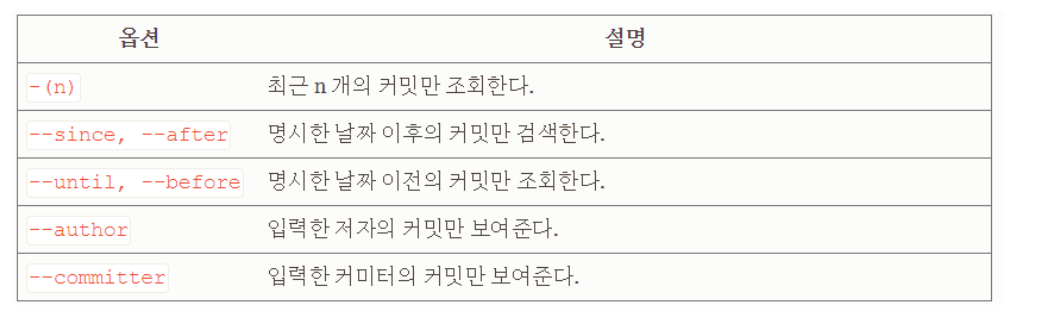 옵션 설명
-(n) 최근 n 개의 커밋만 조회한다.
--since, --after 명시한 날짜 이후의 커밋만 검색한다.
--until, --before 명시한 날짜 이전의 커밋만 조회한다.
--author 입력한 저자의 커밋만 보여준다.
--committer 입력한 커미터의 커밋만 보여준다.